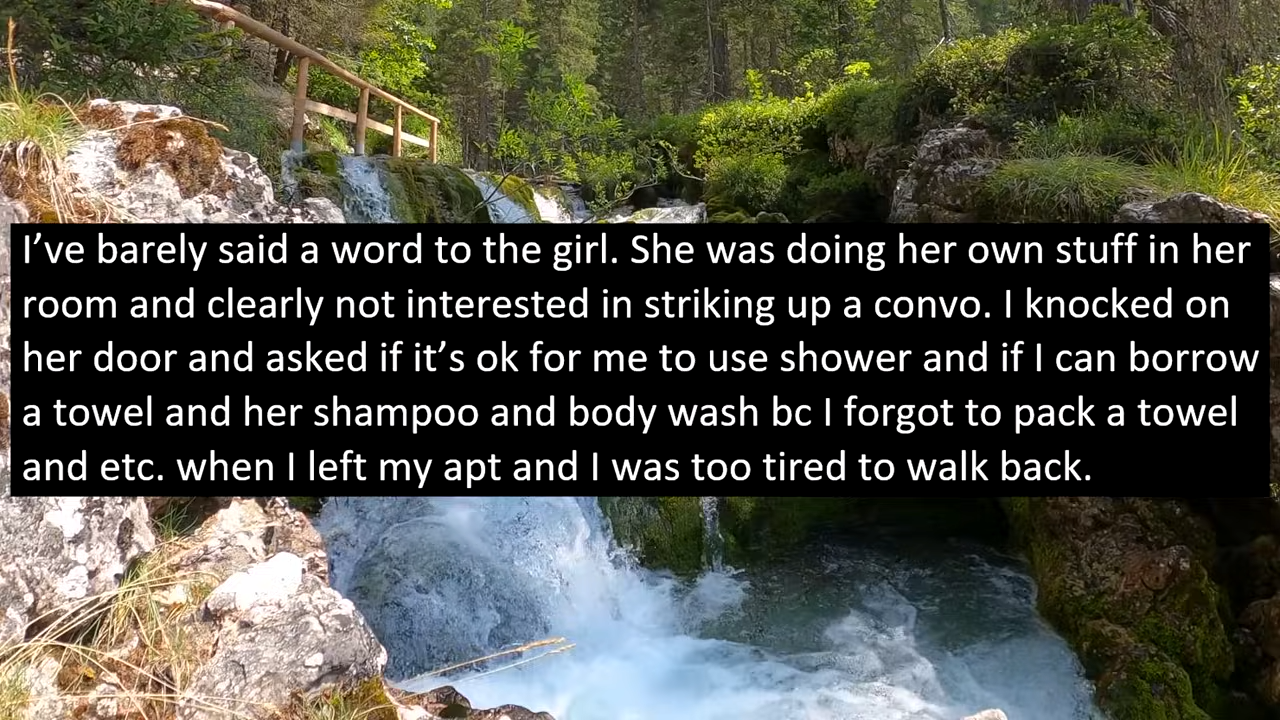 I’ve barely said a word to the girl. She was doing her own stuff in her
room and clearly not interested in striking up a convo. I knocked on
her door and asked if it’s ok for me to use shower and if I can borrow
a towel and her shampoo and body wash bc I forgot to pack a towel
and etc. when I left my apt and I was too tired to walk back.